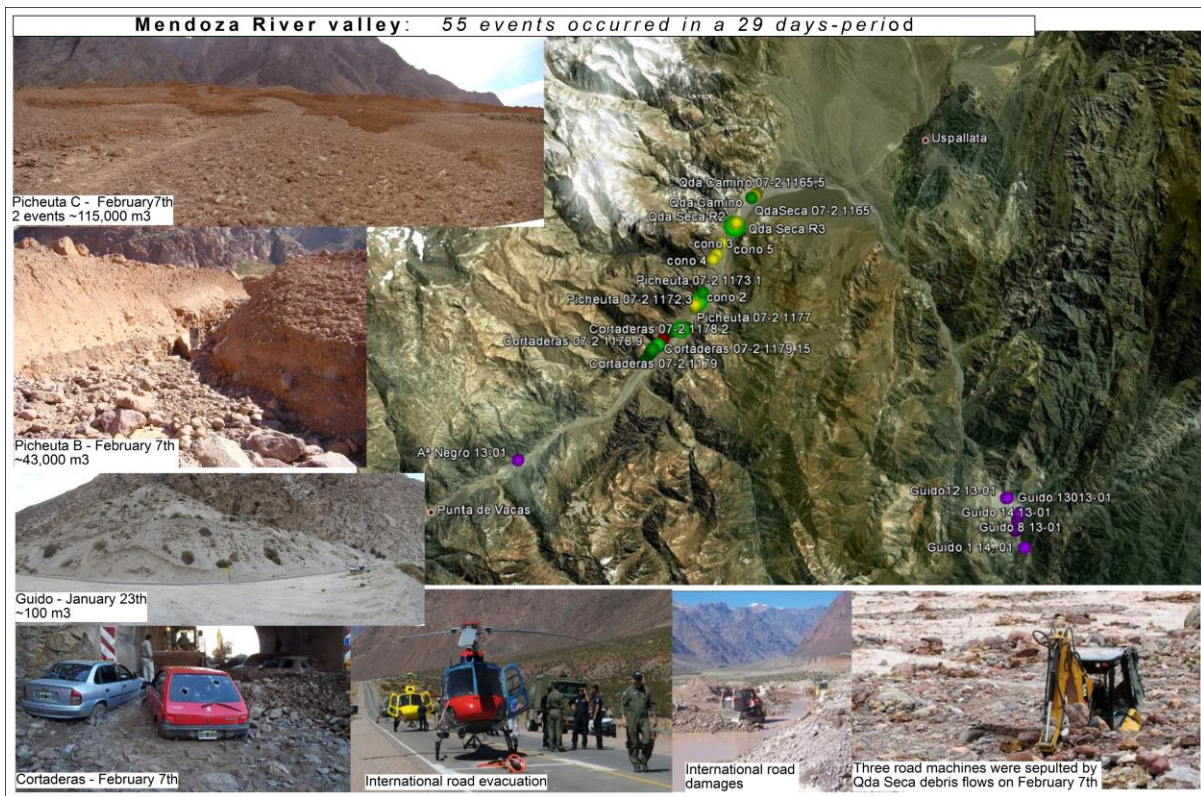 Mendoza River valley: 55 events occurred in a 29 days-period
Picheuta C - February7th
2 events ~115,000 m3
Picheuta B - February 7th
~43,000 m3
Guido - January 23th
~100 m3
Uspallata
Qda Camino 07-2 1165,5
Qda Camino
QdaSeca 07-2 1165
Qda Seca R2
Qda Seca R3
cono 3
cono 5
cono 4
Picheuta 07-2 1173.1
Picheuta 07-2 1172.3
cono 2
Picheuta 07-2 1177
Cortaderas 07-2 1178.2
Cortaderas 07-2 1178.9
Cortaderas 07-2 1179,15
Cortaderas 07-2 1179
Aº Negro 13-01
Punta de Vacas
Guido12 13-01
Guido 13013-01
Guido 14 13-01
Guido 8 13-01
Guido 1 14-01
Cortaderas - February 7th
International road evacuation
International road
damages
Three road machines were sepulted by
Qda Seca debris flows on February 7th